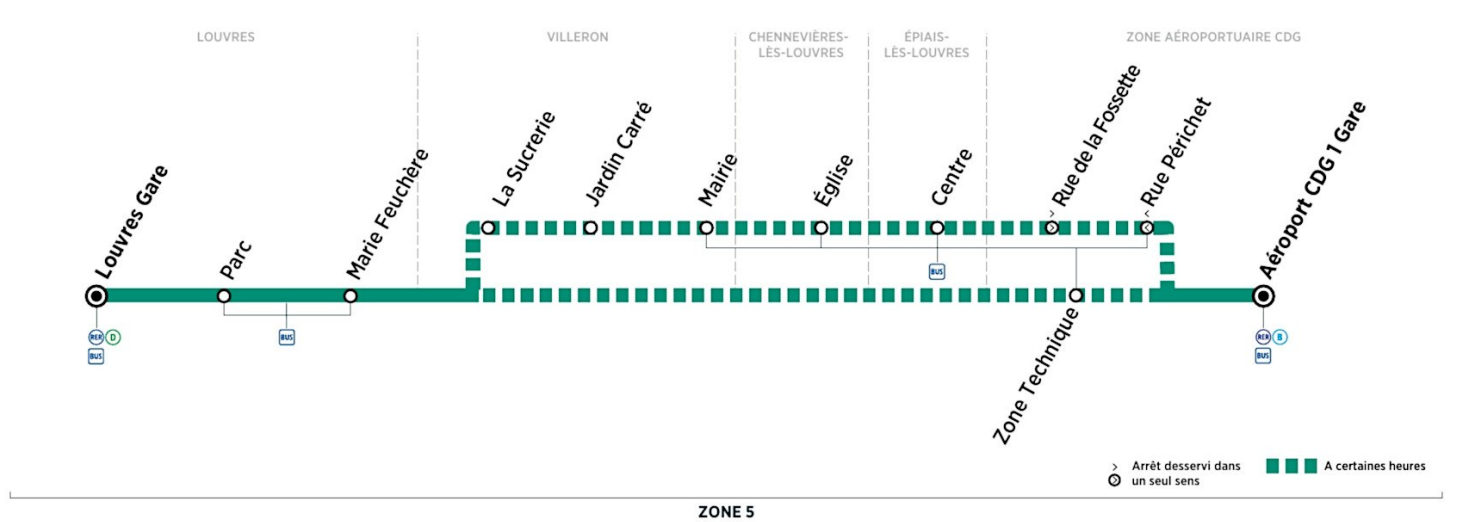 LOUVRES
VILLERON
CHENNEVIÈRES-
LÈS-LOUVRES
ÉPIAIS-
LÈS-LOUVRES
ZONE AÉROPORTUAIRE CDG
Louvres Gare
Parc
Marie Feuchère
La Sucrerie
Jardin Carré
Mairie
Église
Centre
Rue de la Fossette
Rue Périchet
Aéroport CDG 1 Gare
Zone Technique
RER D
BUS
BUS
BUS
RER B
BUS
Arrêt desservi dans
un seul sens
A certaines heures
ZONE 5